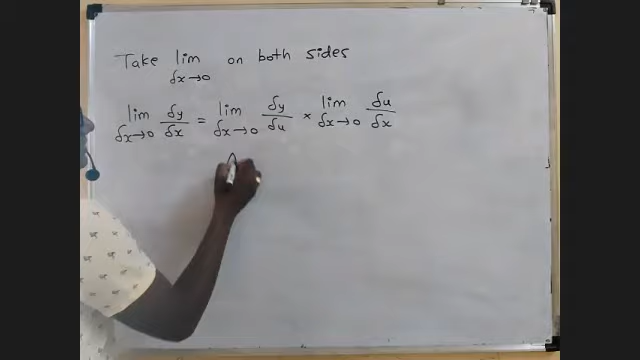 Take lim on both sides
δx→0
lim δy/δx = lim δy/δu × lim δu/δx
δx→0 δx→0 δx→0